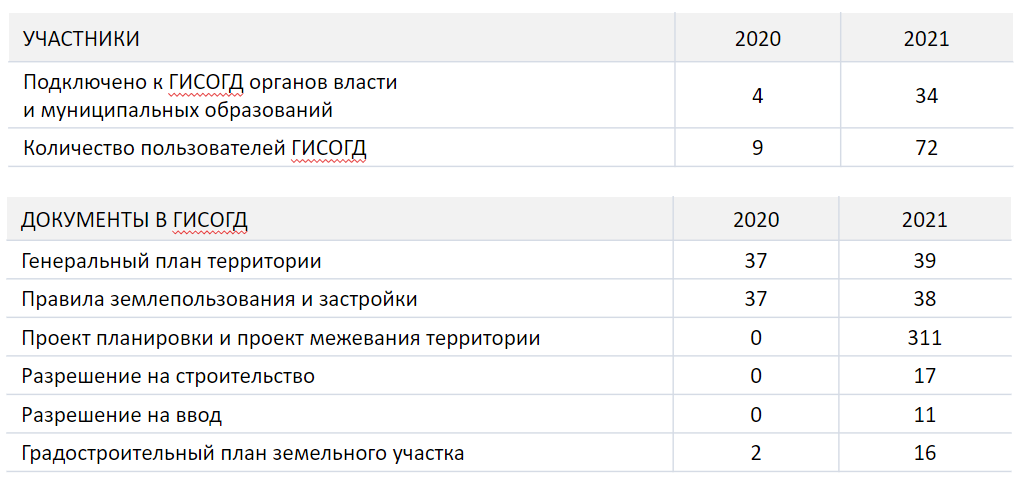 УЧАСТНИКИ 2020 2021
Подключено к ГИСОГД органов власти
и муниципальных образований 4 34
Количество пользователей ГИСОГД 9 72
ДОКУМЕНТЫ В ГИСОГД 2020 2021
Генеральный план территории 37 39
Правила землепользования и застройки 37 38
Проект планировки и проект межевания территории 0 311
Разрешение на строительство 0 17
Разрешение на ввод 0 11
Градостроительный план земельного участка 2 16